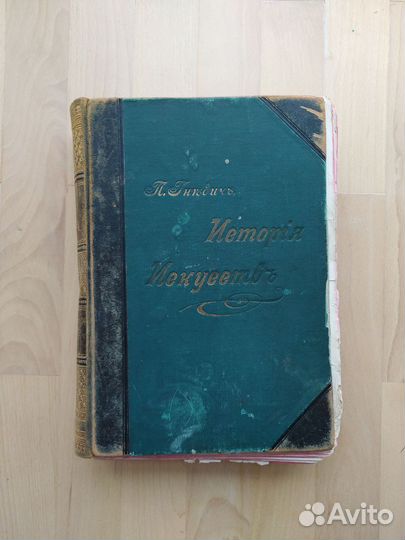 П. Гнѣдичъ.
Исторія
Искусствъ
Avito